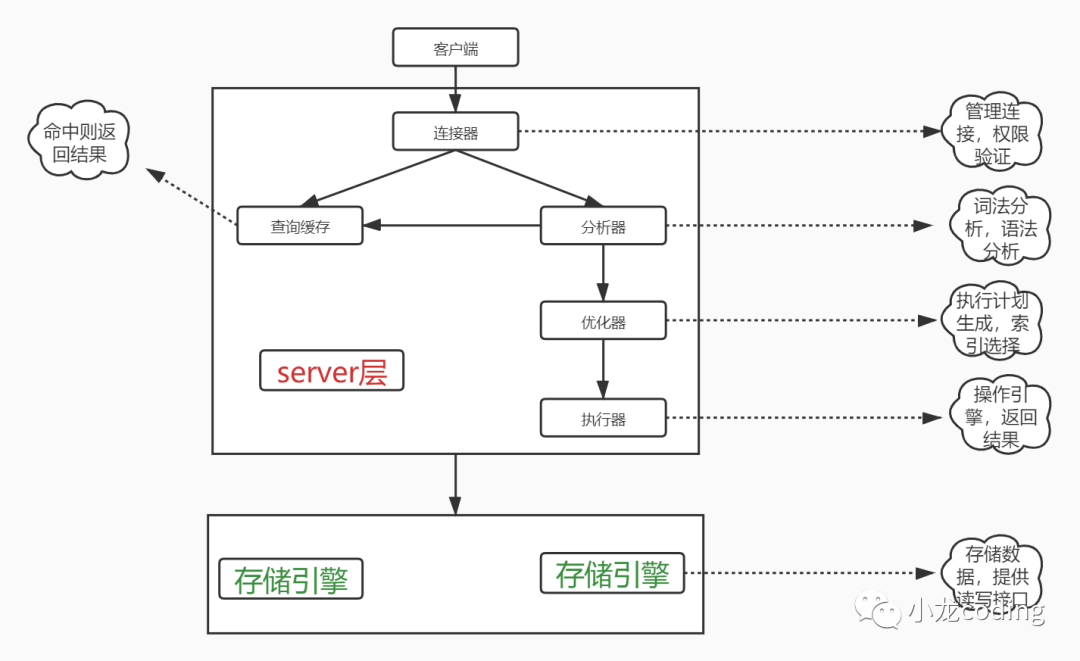 客户端
连接器
命中则返
回结果
管理连
接，权限
验证
查询缓存
分析器
词法分
析，语法
分析
优化器
执行计划
生成，索
引选择
server层
执行器
操作引
擎，返回
结果
存储引擎
存储引擎
存储数
据，提供
读写接口
小龙coding